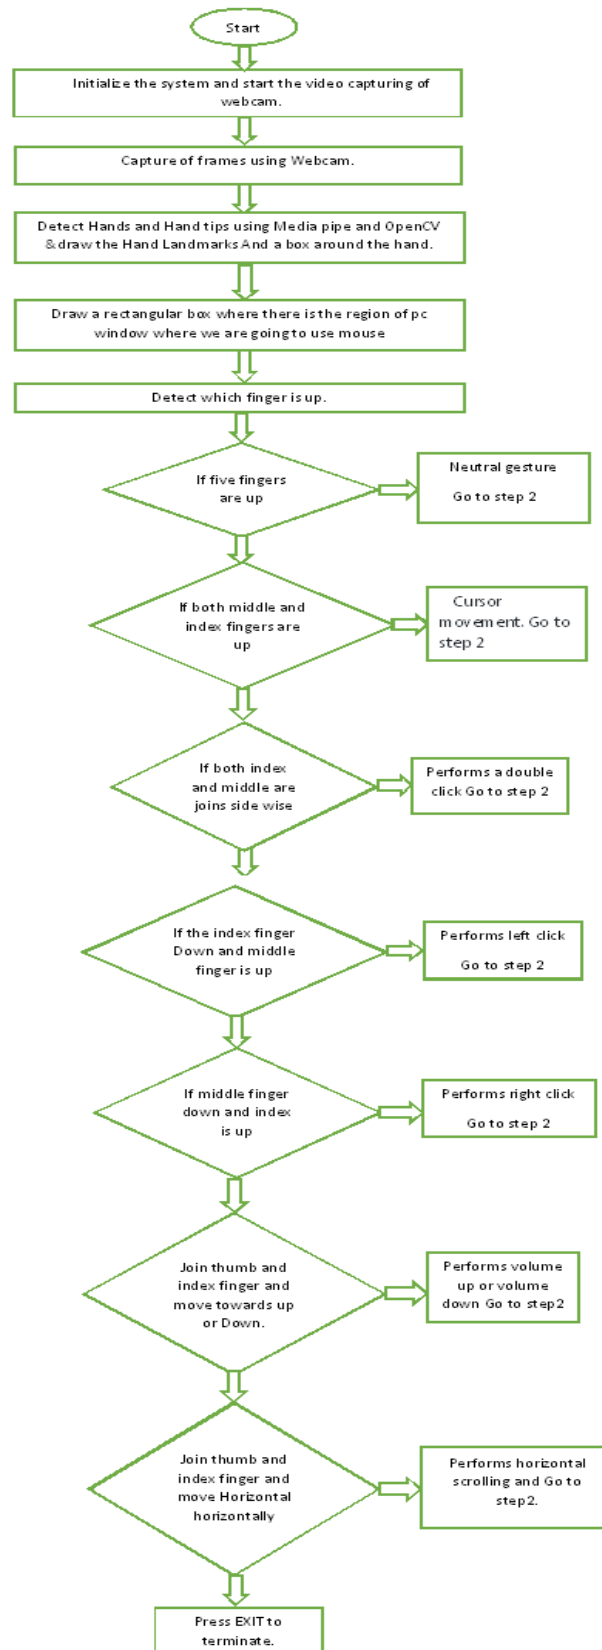 Start
Initialize the system and start the video capturing of
webcam.
Capture of frames using Webcam.
Detect Hands and Hand tips using Media pipe and OpenCV
& draw the Hand Landmarks And a box around the hand.
Draw a rectangular box where there is the region of pc
window where we are going to use mouse
Detect which finger is up.
If five fingers
are up
Neutral gesture
Go to step 2
If both middle and
index fingers are
up
Cursor
movement. Go to
step 2
If both index
and middle are
joins side wise
Performs a double
click Go to step 2
If the index finger
Down and middle
finger is up
Performs left click
Go to step 2
If middle finger
down and index
is up
Performs right click
Go to step 2
Join thumb and
index finger and
move towards up
or Down.
Performs volume
up or volume
down Go to step2
Join thumb and
index finger and
move Horizontal
horizontally
Performs horizontal
scrolling and Go to
step2.
Press EXIT to
terminate.